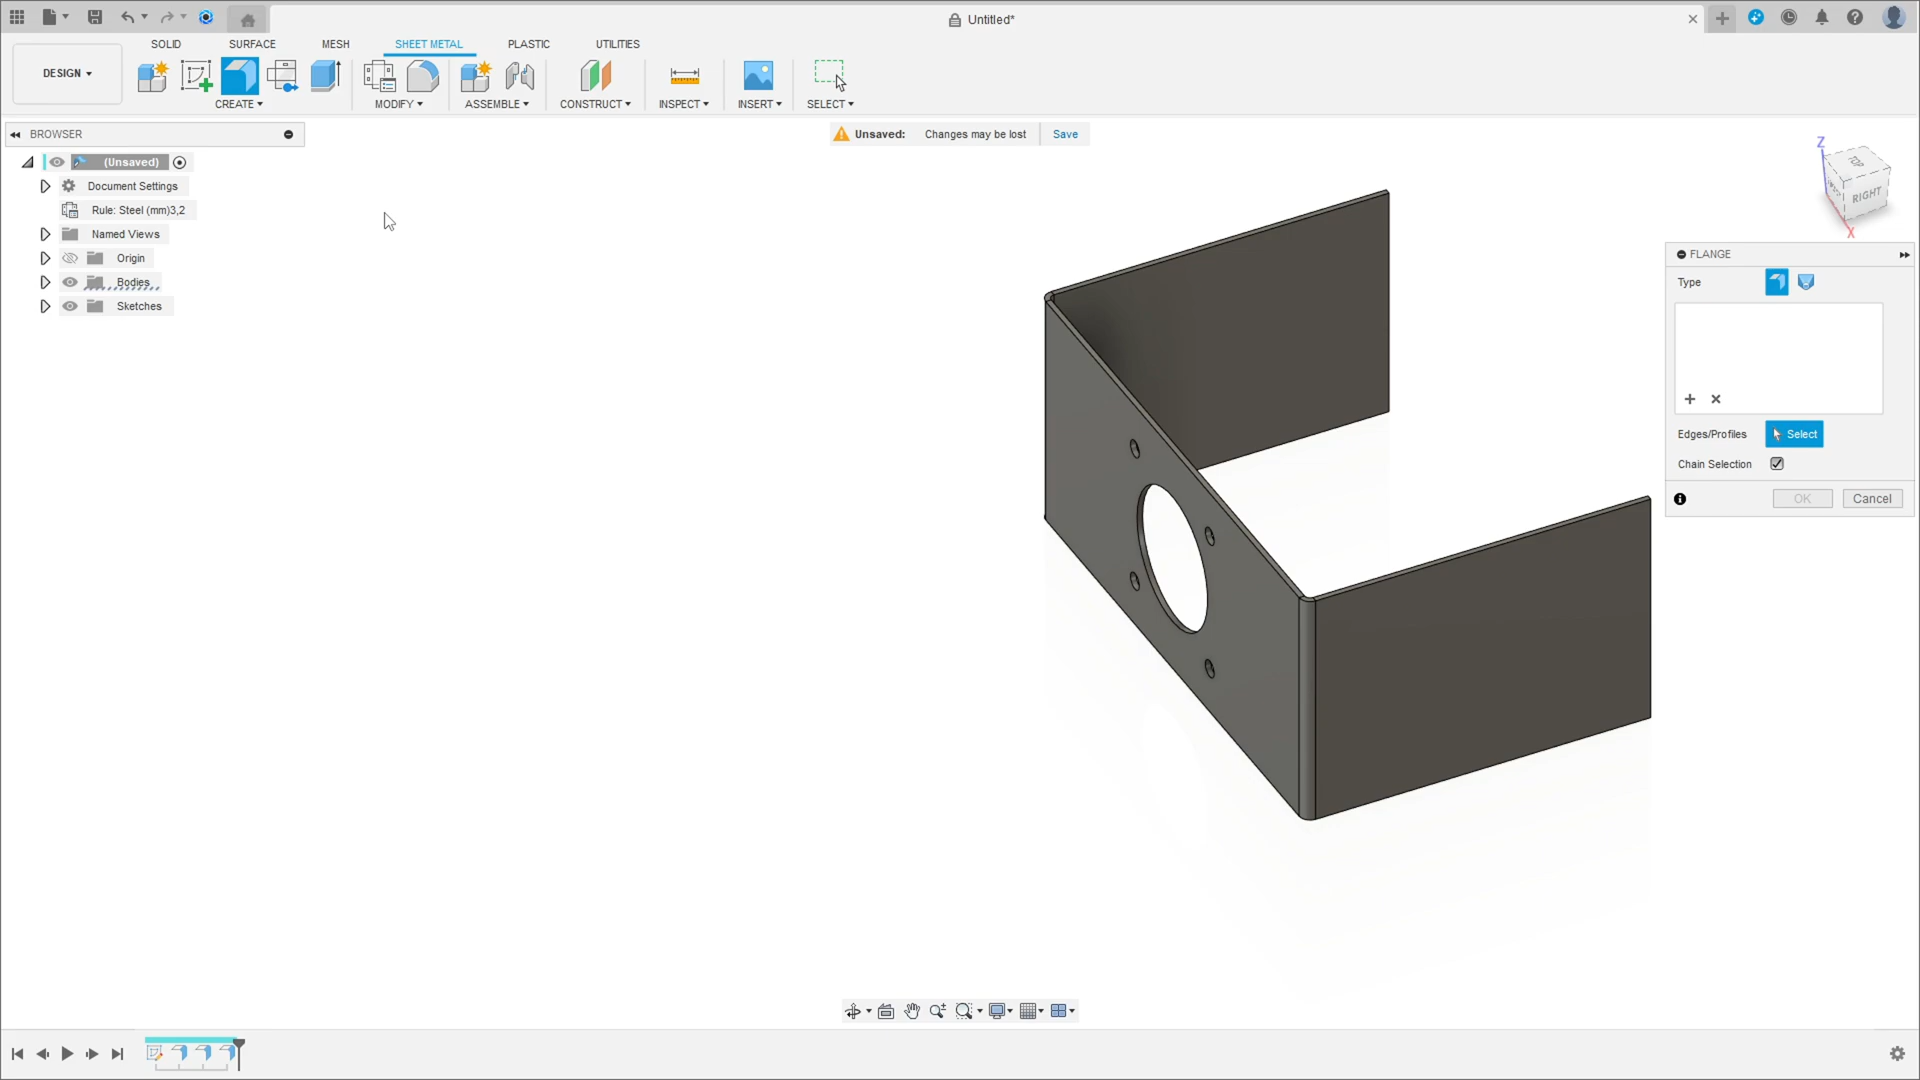 Untitled*
DESIGN
SOLID
SURFACE
MESH
SHEET METAL
PLASTIC
UTILITIES
CREATE
MODIFY
ASSEMBLE
CONSTRUCT
INSPECT
INSERT
SELECT
BROWSER
Unsaved: Changes may be lost Save
(Unsaved)
Document Settings
Rule: Steel (mm)3,2
Named Views
Origin
Bodies
Sketches
Z
TOP
RIGHT
X
FLANGE
Type
Edges/Profiles Select
Chain Selection
OK Cancel